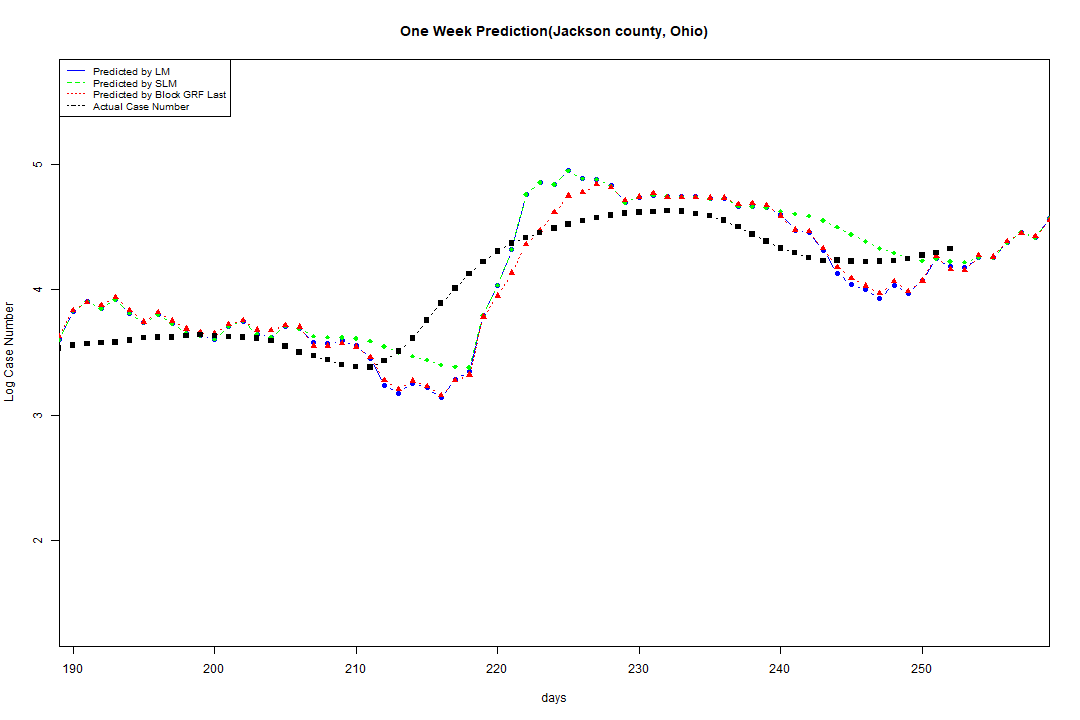 One Week Prediction(Jackson county, Ohio)
Predicted by LM
Predicted by SLM
Predicted by Block GRF Last
Actual Case Number
5
4
3
2
Log Case Number
190 200 210 220 230 240 250
days